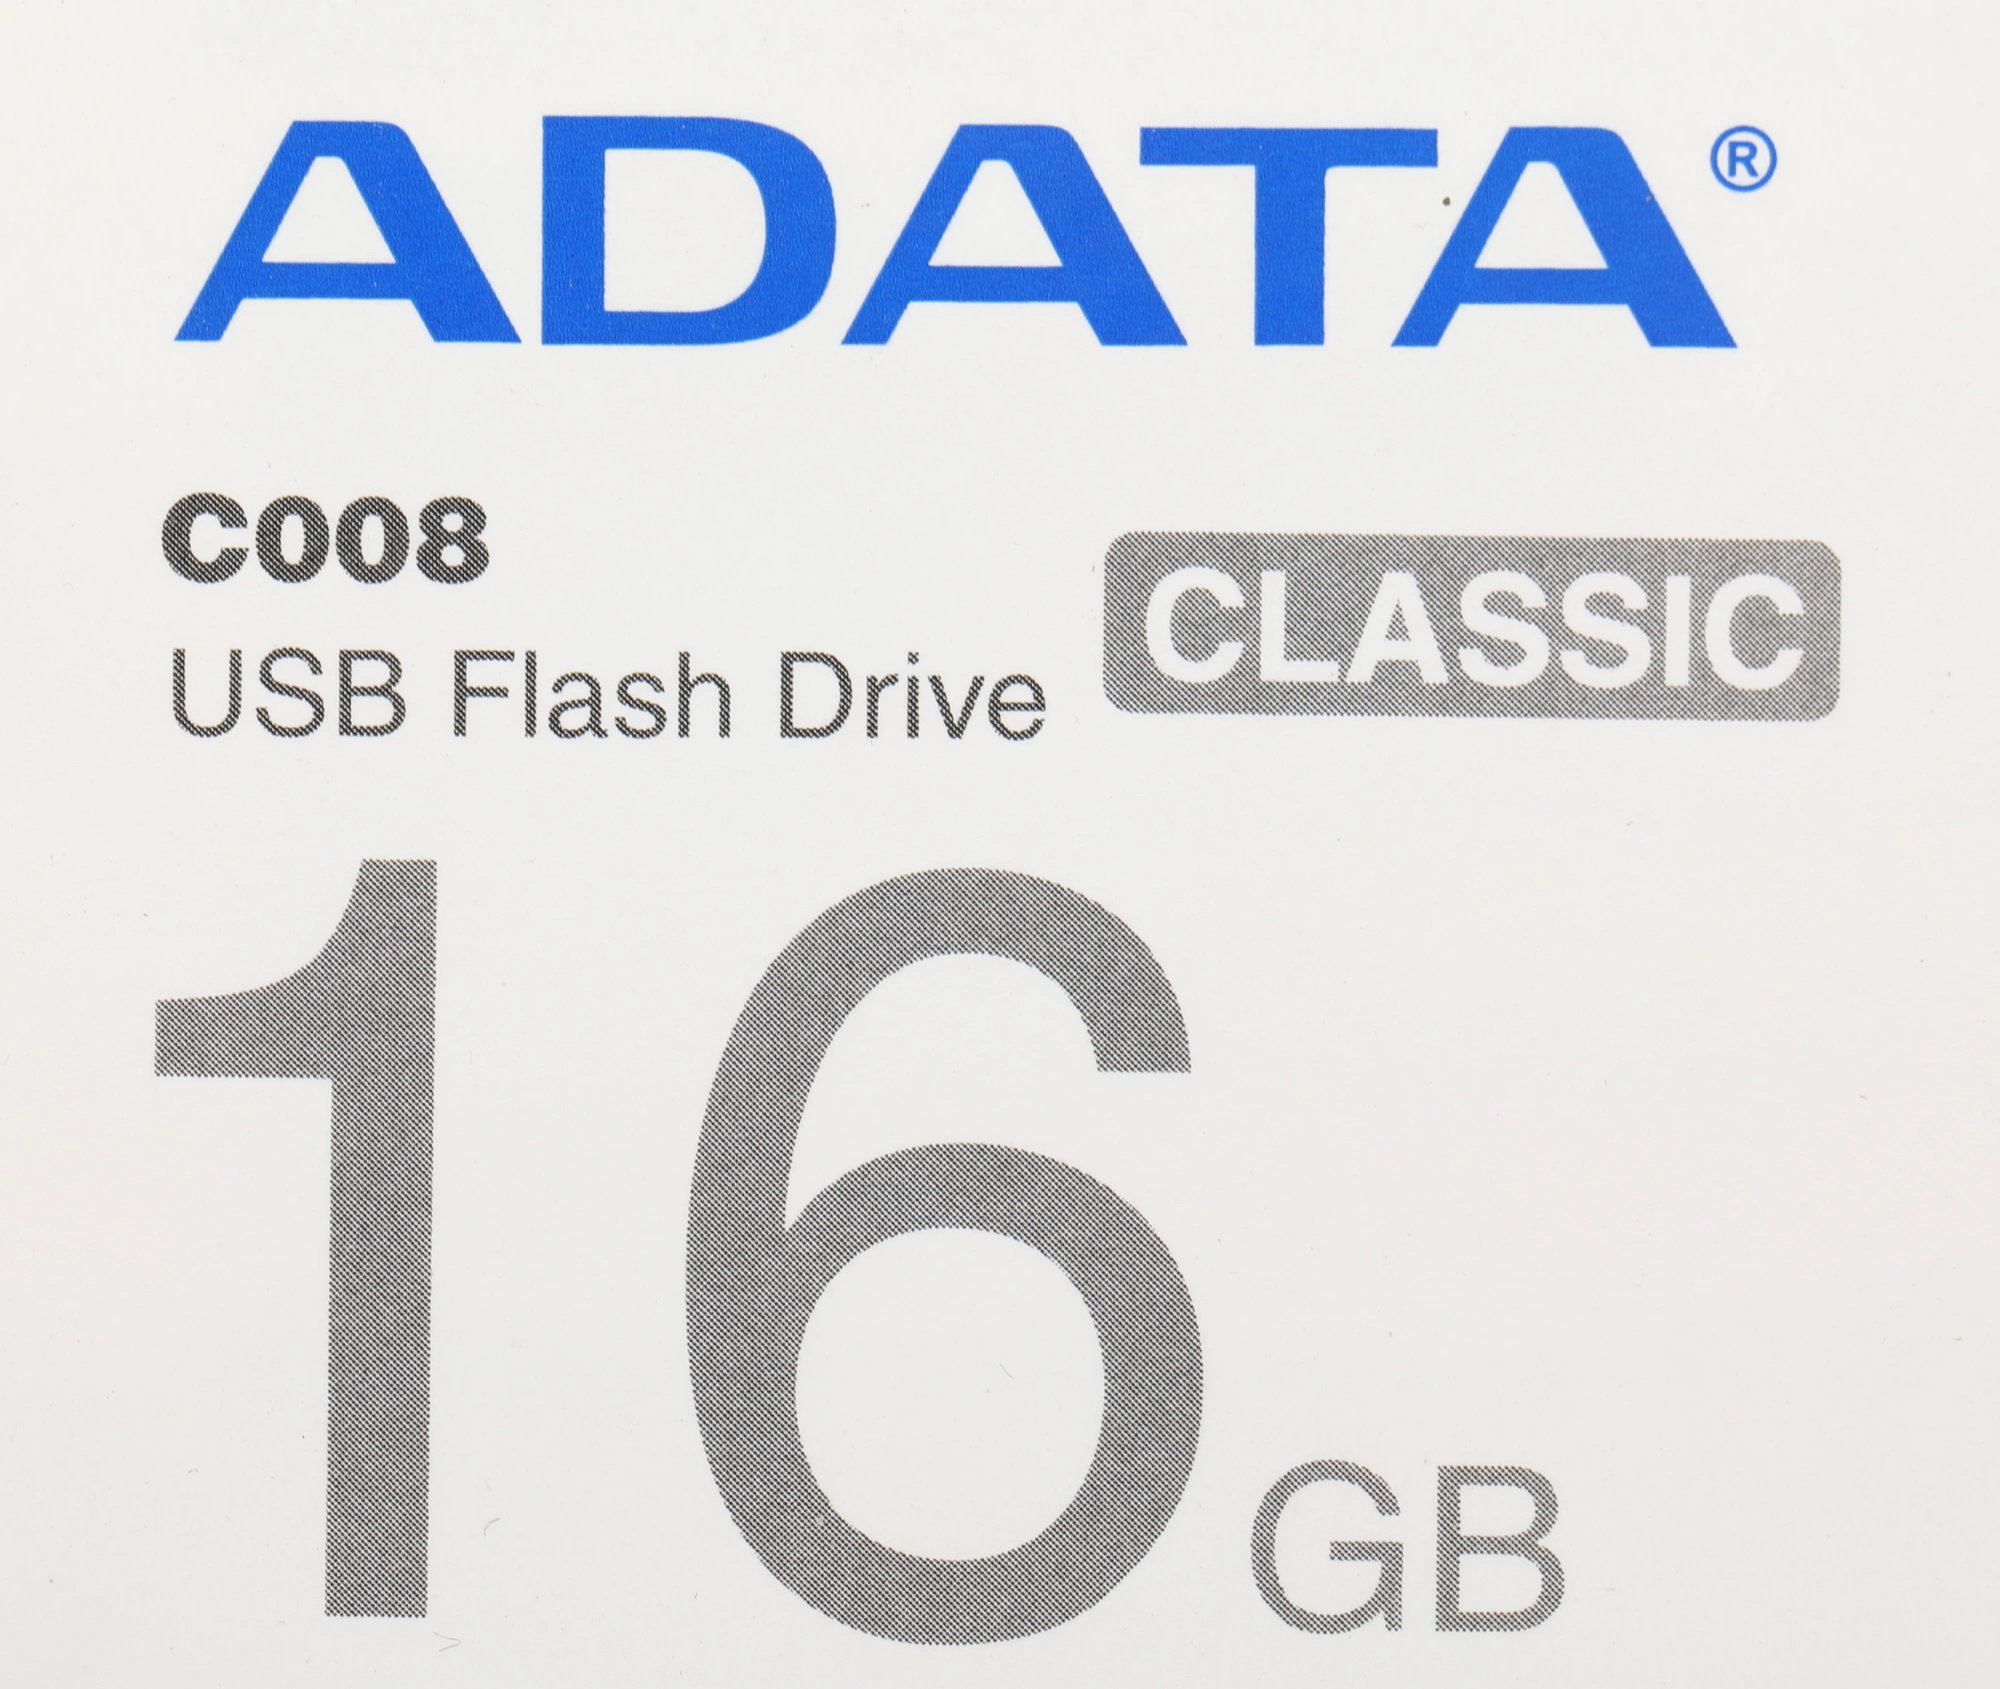 ADATA®
C008
USB Flash Drive CLASSIC
16 GB